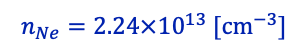 n_Ne = 2.24×10^13 [cm^−3]